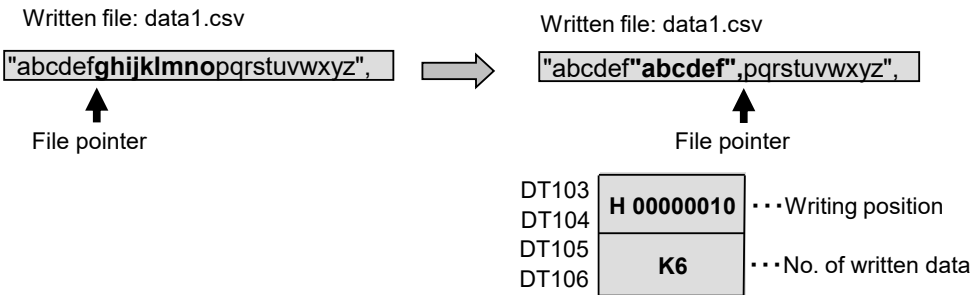 Written file: data1.csv
"abcdefghijklmnopqrstuvwxyz",
File pointer
Written file: data1.csv
"abcdef"abcdef",pqrstuvwxyz",
File pointer
DT103
DT104
H 00000010
···Writing position
DT105
DT106
K6
···No. of written data